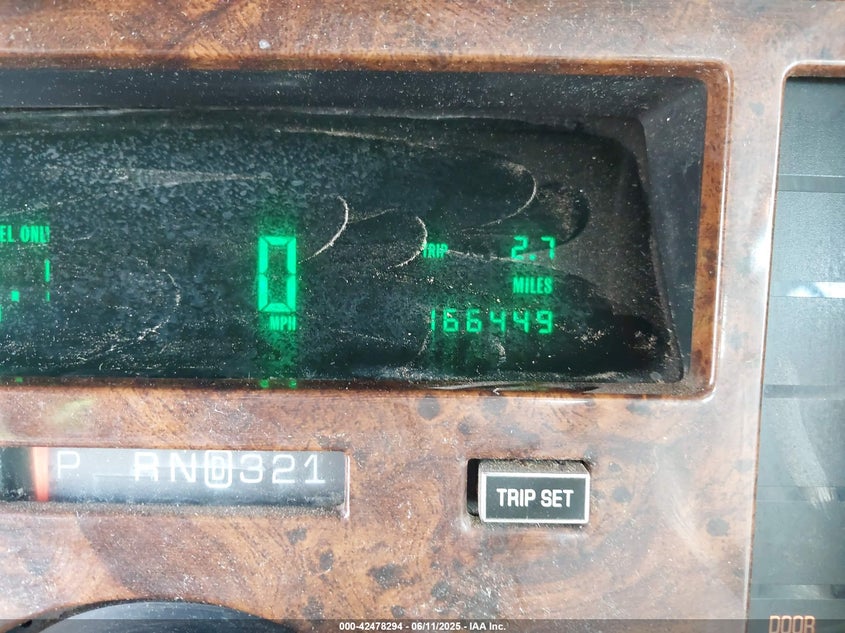 EL ONL
0
MPH
TRIP 2.7
MILES
166449
P RND321
TRIP SET
DOOR
000-42478294 - 06/11/2025 - IAA Inc.